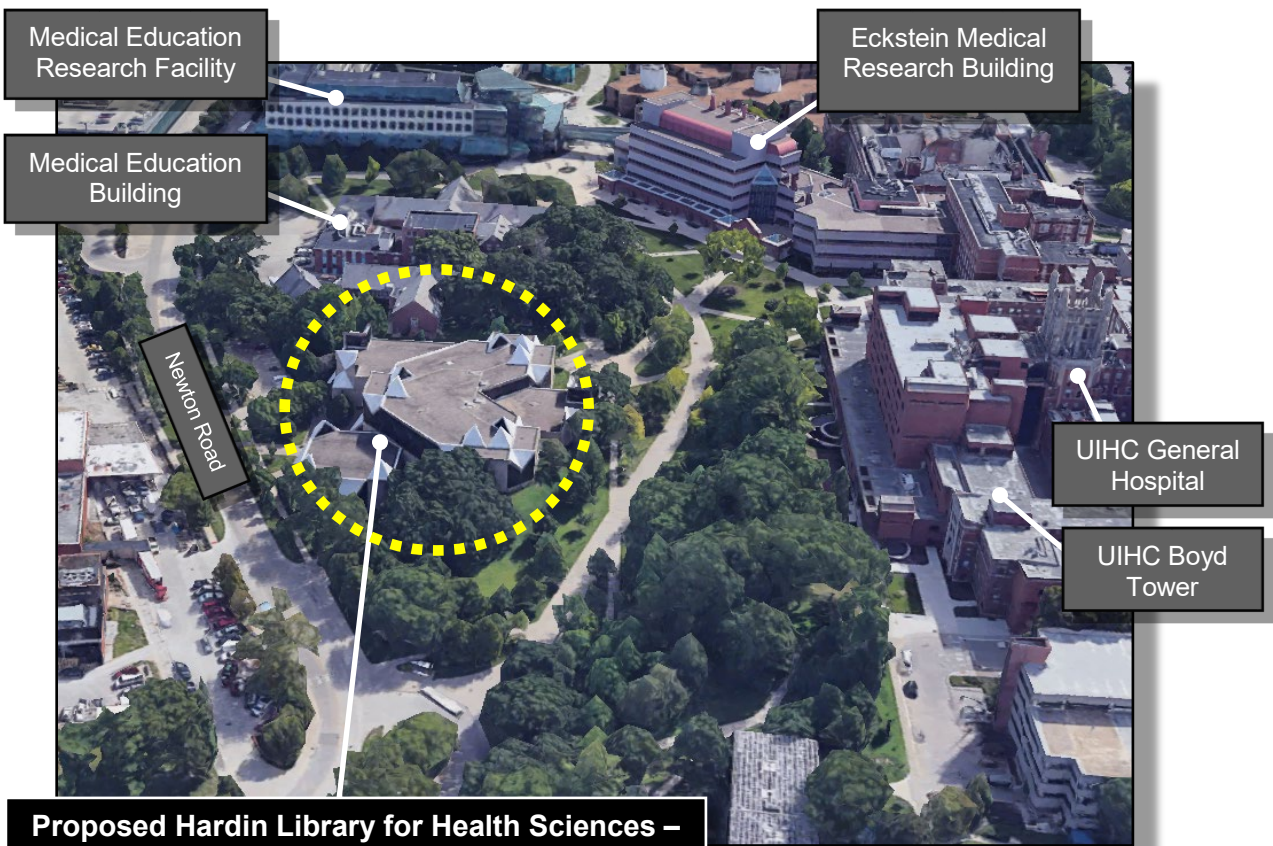 Medical Education
Research Facility
Eckstein Medical
Research Building
Medical Education
Building
Newton Road
UIHC General
Hospital
UIHC Boyd
Tower
Proposed Hardin Library for Health Sciences –